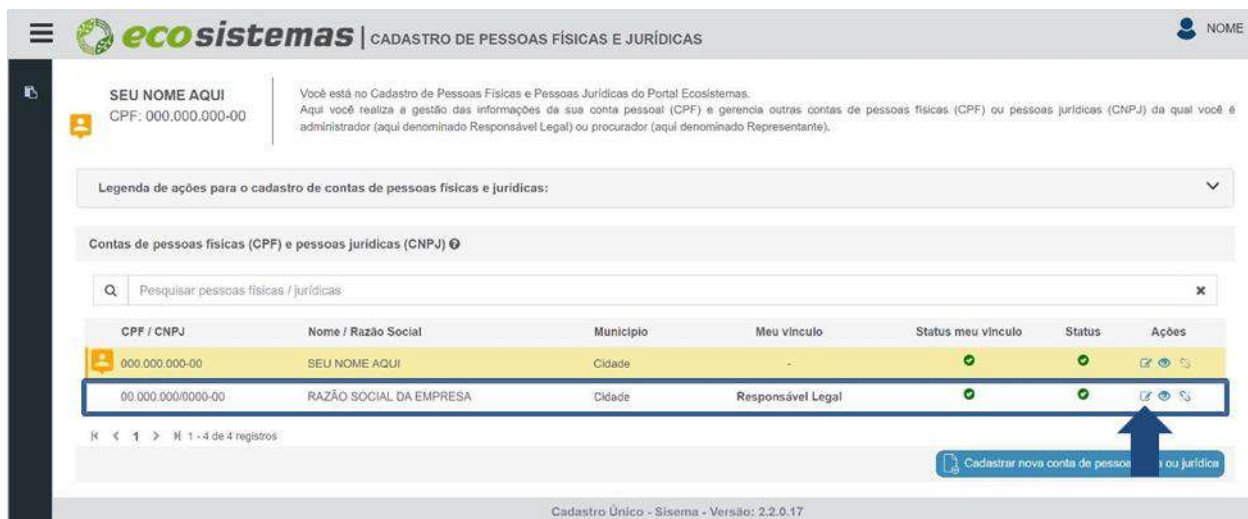 ecosistemas | CADASTRO DE PESSOAS FÍSICAS E JURÍDICAS
NOME
SEU NOME AQUI
CPF: 000.000.000-00
Você está no Cadastro de Pessoas Físicas e Pessoas Jurídicas do Portal Ecosistemas.
Aqui você realiza a gestão das informações da sua conta pessoal (CPF) e gerencia outras contas de pessoas físicas (CPF) ou pessoas jurídicas (CNPJ) da qual você é
administrador (aqui denominado Responsável Legal) ou procurador (aqui denominado Representante).
Legenda de ações para o cadastro de contas de pessoas físicas e jurídicas:
Contas de pessoas físicas (CPF) e pessoas jurídicas (CNPJ)
Pesquisar pessoas físicas / jurídicas
CPF / CNPJ Nome / Razão Social Município Meu vínculo Status meu vínculo Status Ações
000.000.000-00 SEU NOME AQUI Cidade -
00.000.000/0000-00 RAZÃO SOCIAL DA EMPRESA Cidade Responsável Legal
1 1 - 4 de 4 registros
Cadastrar nova conta de pessoa ou jurídica
Cadastro Único - Sisema - Versão: 2.2.0.17